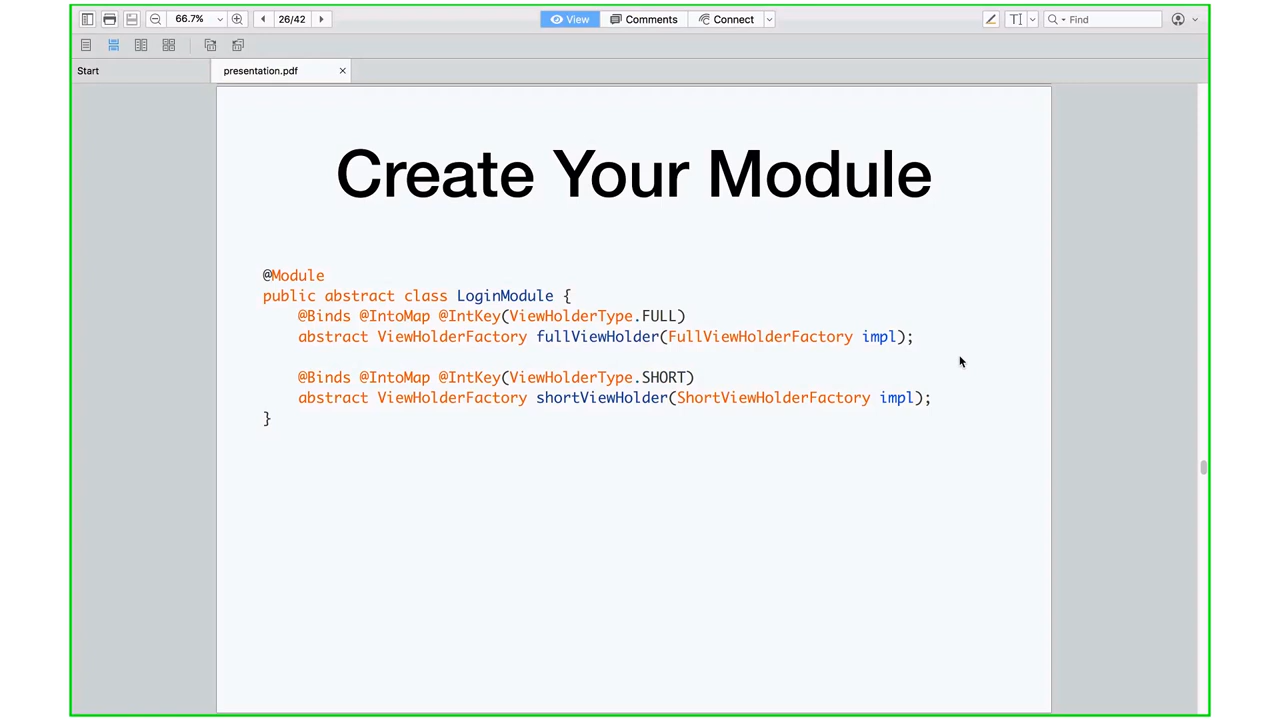 66.7%
26/42
View
Comments
Connect
Find
Start
presentation.pdf
Create Your Module
@Module
public abstract class LoginModule {
@Binds @IntoMap @IntKey(ViewHolderType.FULL)
abstract ViewHolderFactory fullViewHolder(FullViewHolderFactory impl);
@Binds @IntoMap @IntKey(ViewHolderType.SHORT)
abstract ViewHolderFactory shortViewHolder(ShortViewHolderFactory impl);
}